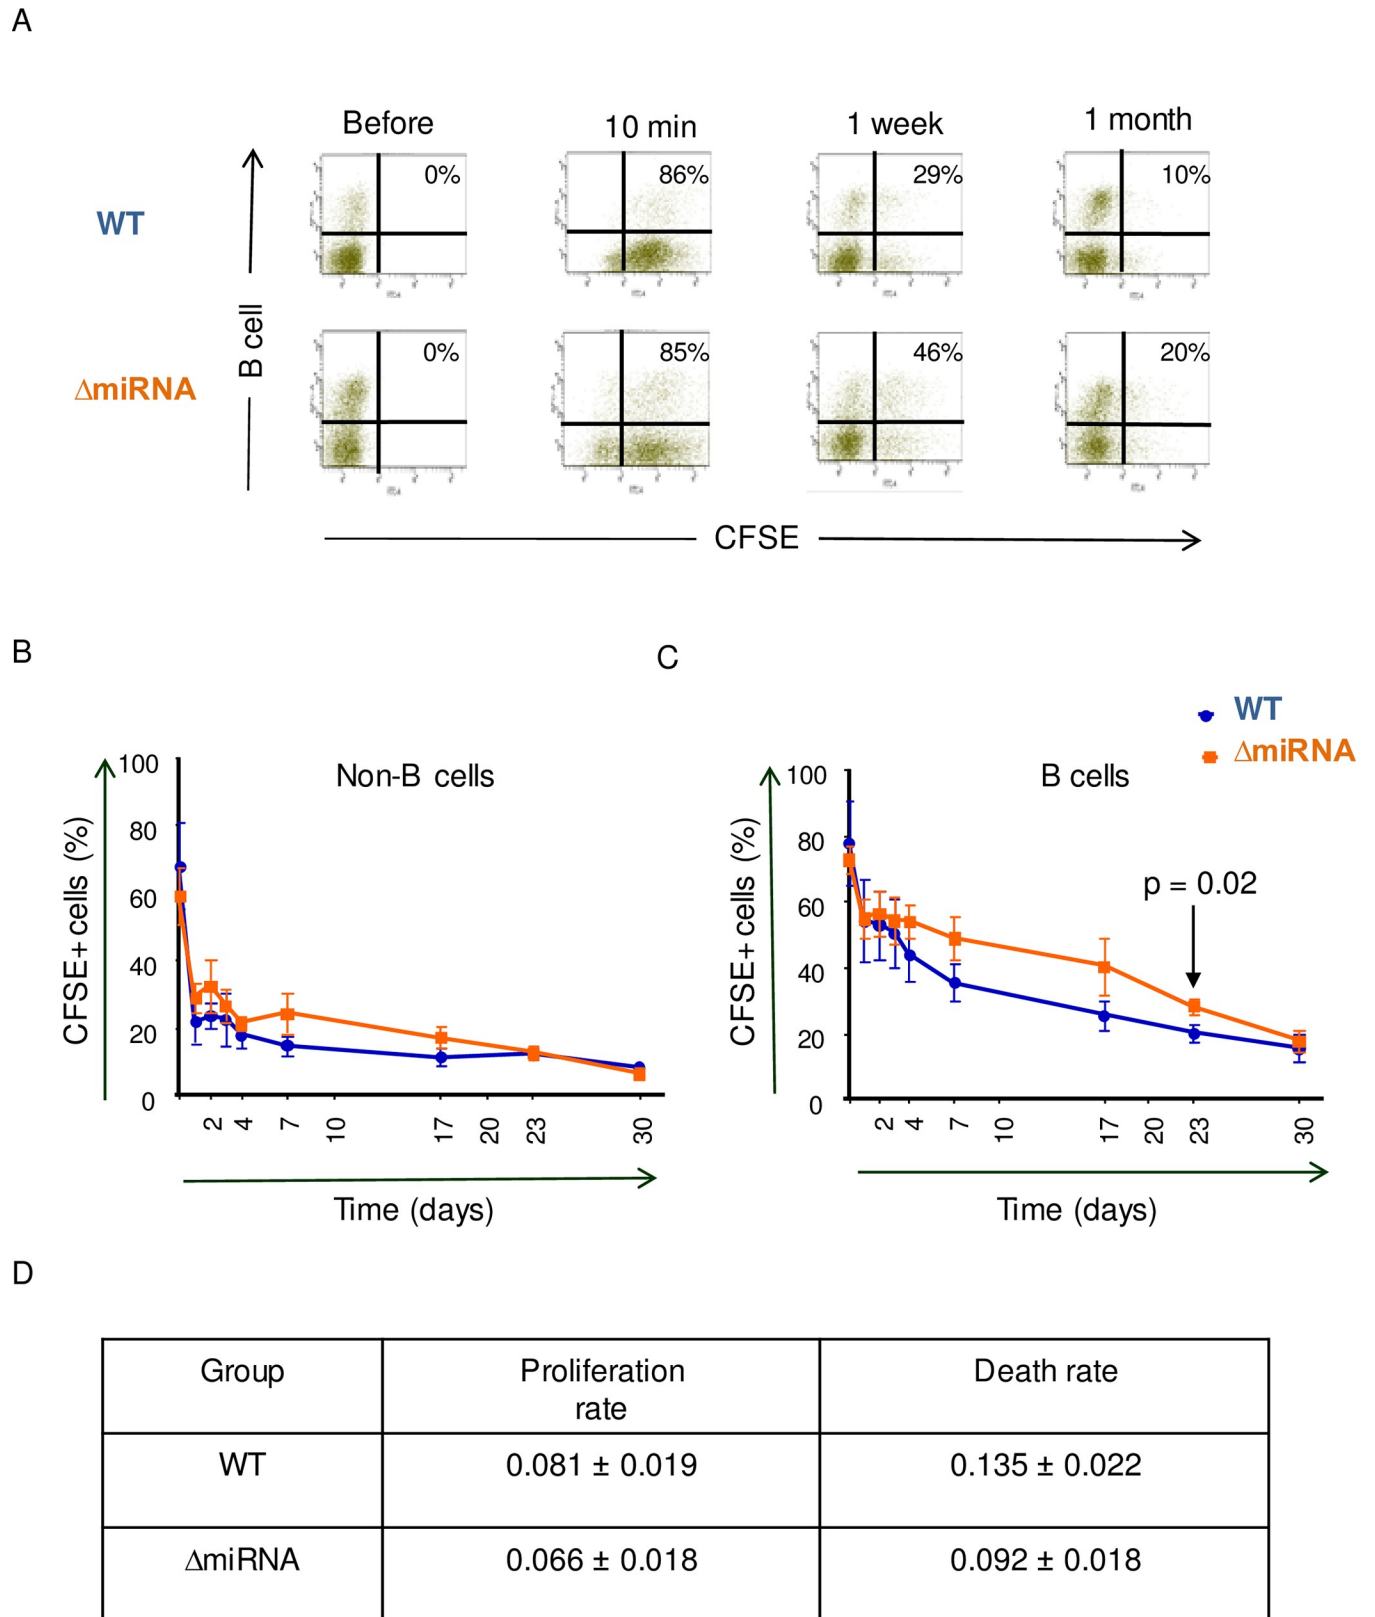 A
Before
10 min
1 week
1 month
WT
0%
86%
29%
10%
B cell
ΔmiRNA
0%
85%
46%
20%
CFSE
B
C
WT
ΔmiRNA
Non-B cells
CFSE+ cells (%)
100
80
60
40
20
0
2 4 7 10 17 20 23 30
Time (days)
B cells
p = 0.02
CFSE+ cells (%)
100
80
60
40
20
0
2 4 7 10 17 20 23 30
Time (days)
D
Group
Proliferation
rate
Death rate
WT
0.081 ± 0.019
0.135 ± 0.022
ΔmiRNA
0.066 ± 0.018
0.092 ± 0.018